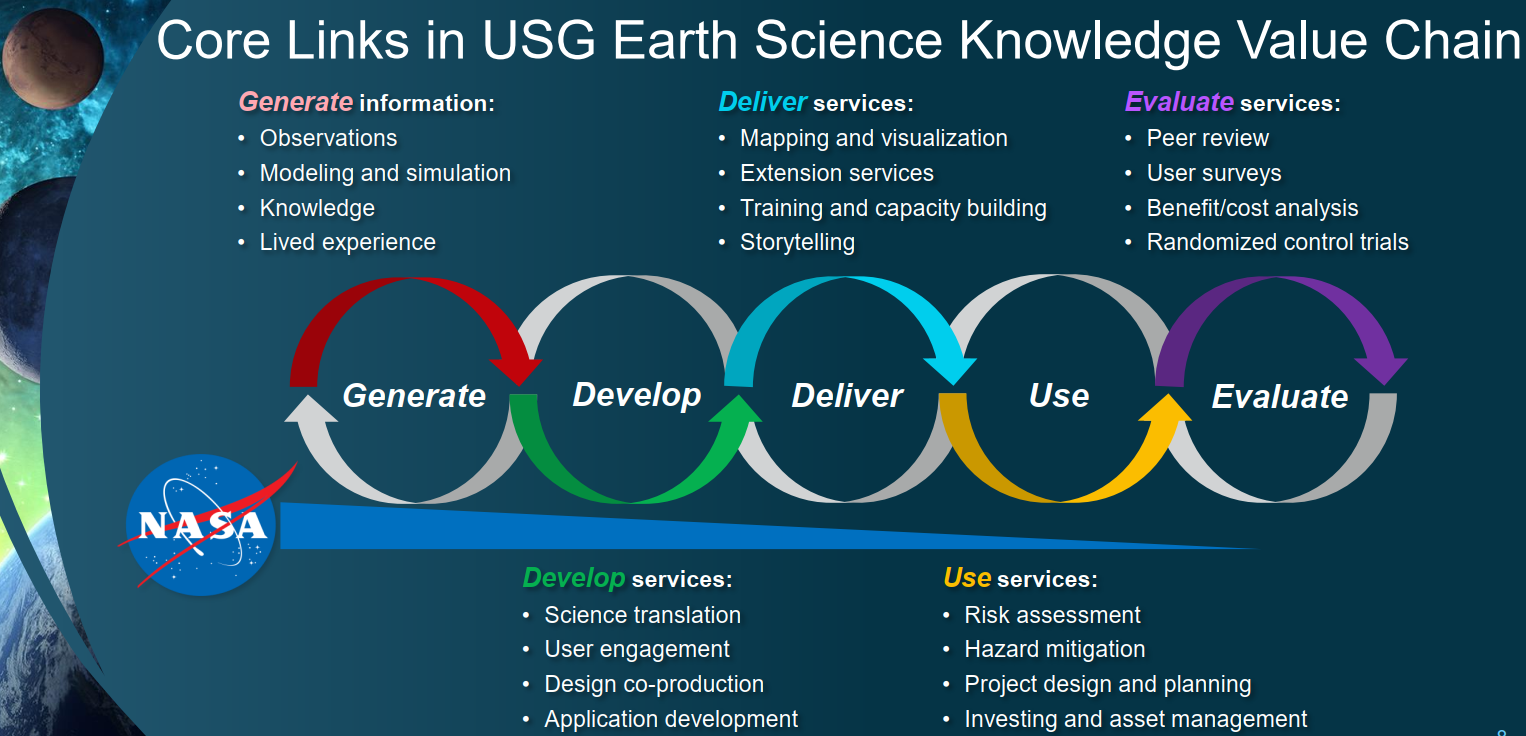 Core Links in USG Earth Science Knowledge Value Chain
Generate information:
• Observations
• Modeling and simulation
• Knowledge
• Lived experience
Deliver services:
• Mapping and visualization
• Extension services
• Training and capacity building
• Storytelling
Evaluate services:
• Peer review
• User surveys
• Benefit/cost analysis
• Randomized control trials
Generate
Develop
Deliver
Use
Evaluate
NASA
Develop services:
• Science translation
• User engagement
• Design co-production
• Application development
Use services:
• Risk assessment
• Hazard mitigation
• Project design and planning
• Investing and asset management